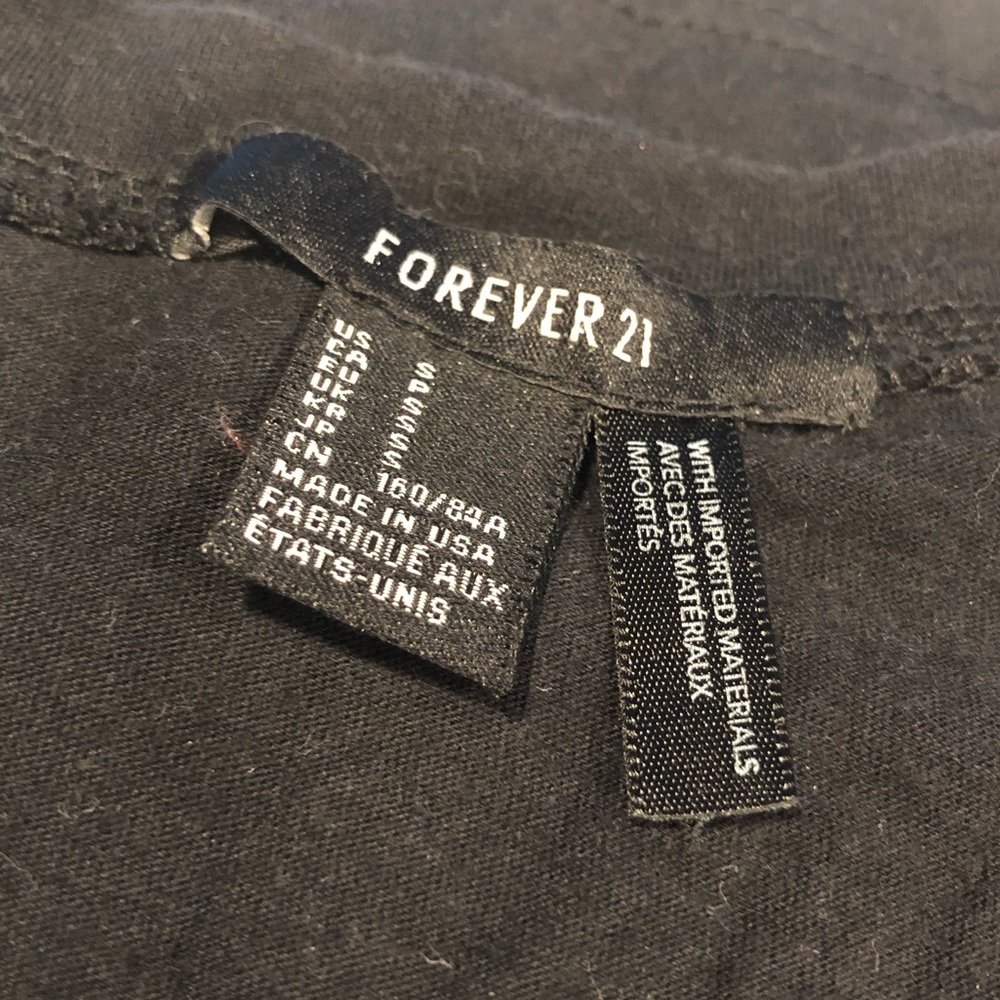 FOREVER 21
US S
CA P
EU S
UK S
KR S
JP S
CN 160/84A
MADE IN USA
FABRIQUÉ AUX
ÉTATS-UNIS
WITH IMPORTED MATERIALS
AVEC DES MATÉRIAUX
IMPORTÉS